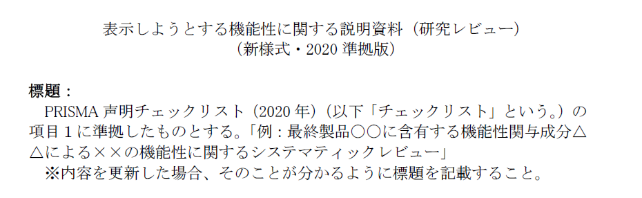 表示しようとする機能性に関する説明資料（研究レビュー）
（新様式・2020 準拠版）
標題：
PRISMA 声明チェックリスト（2020 年）（以下「チェックリスト」という。）の
項目１に準拠したものとする。「例：最終製品〇〇に含有する機能性関与成分△
△による××の機能性に関するシステマティックレビュー」
※内容を更新した場合、そのことが分かるように標題を記載すること。